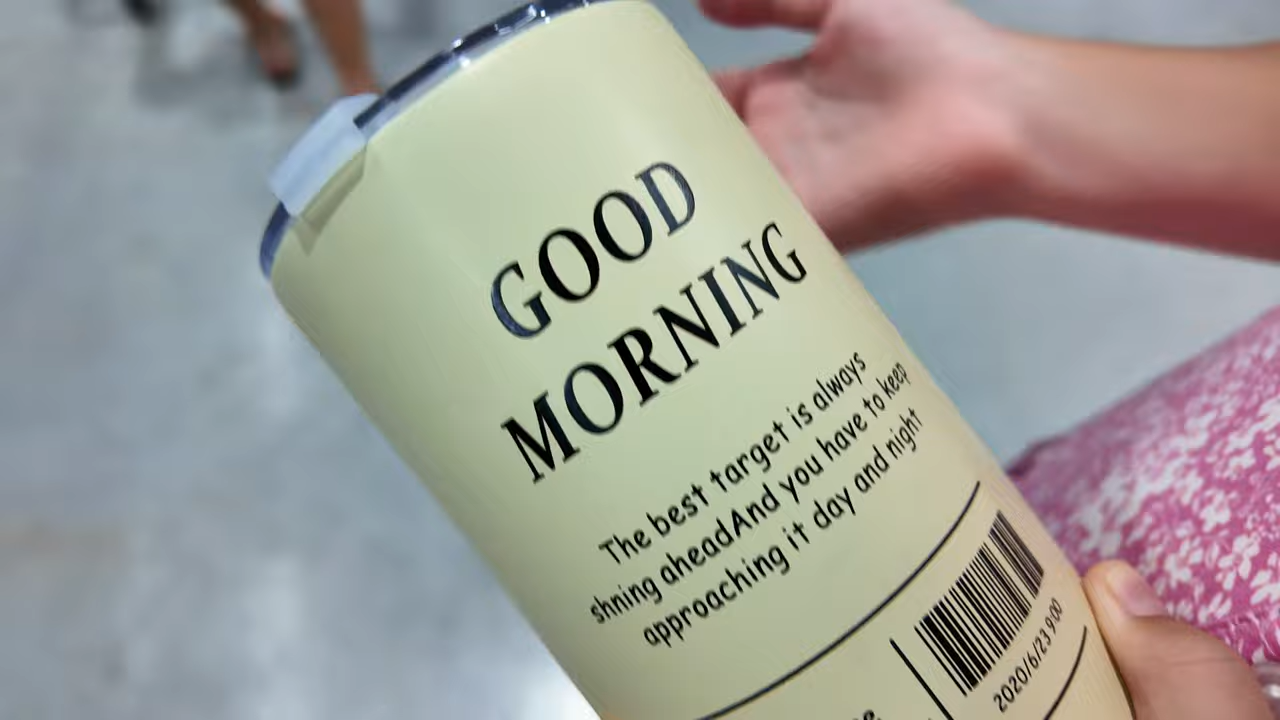 GOOD
MORNING
The best target is always
shning aheadAnd you have to keep
approaching it day and night
2020/6/23 9:00